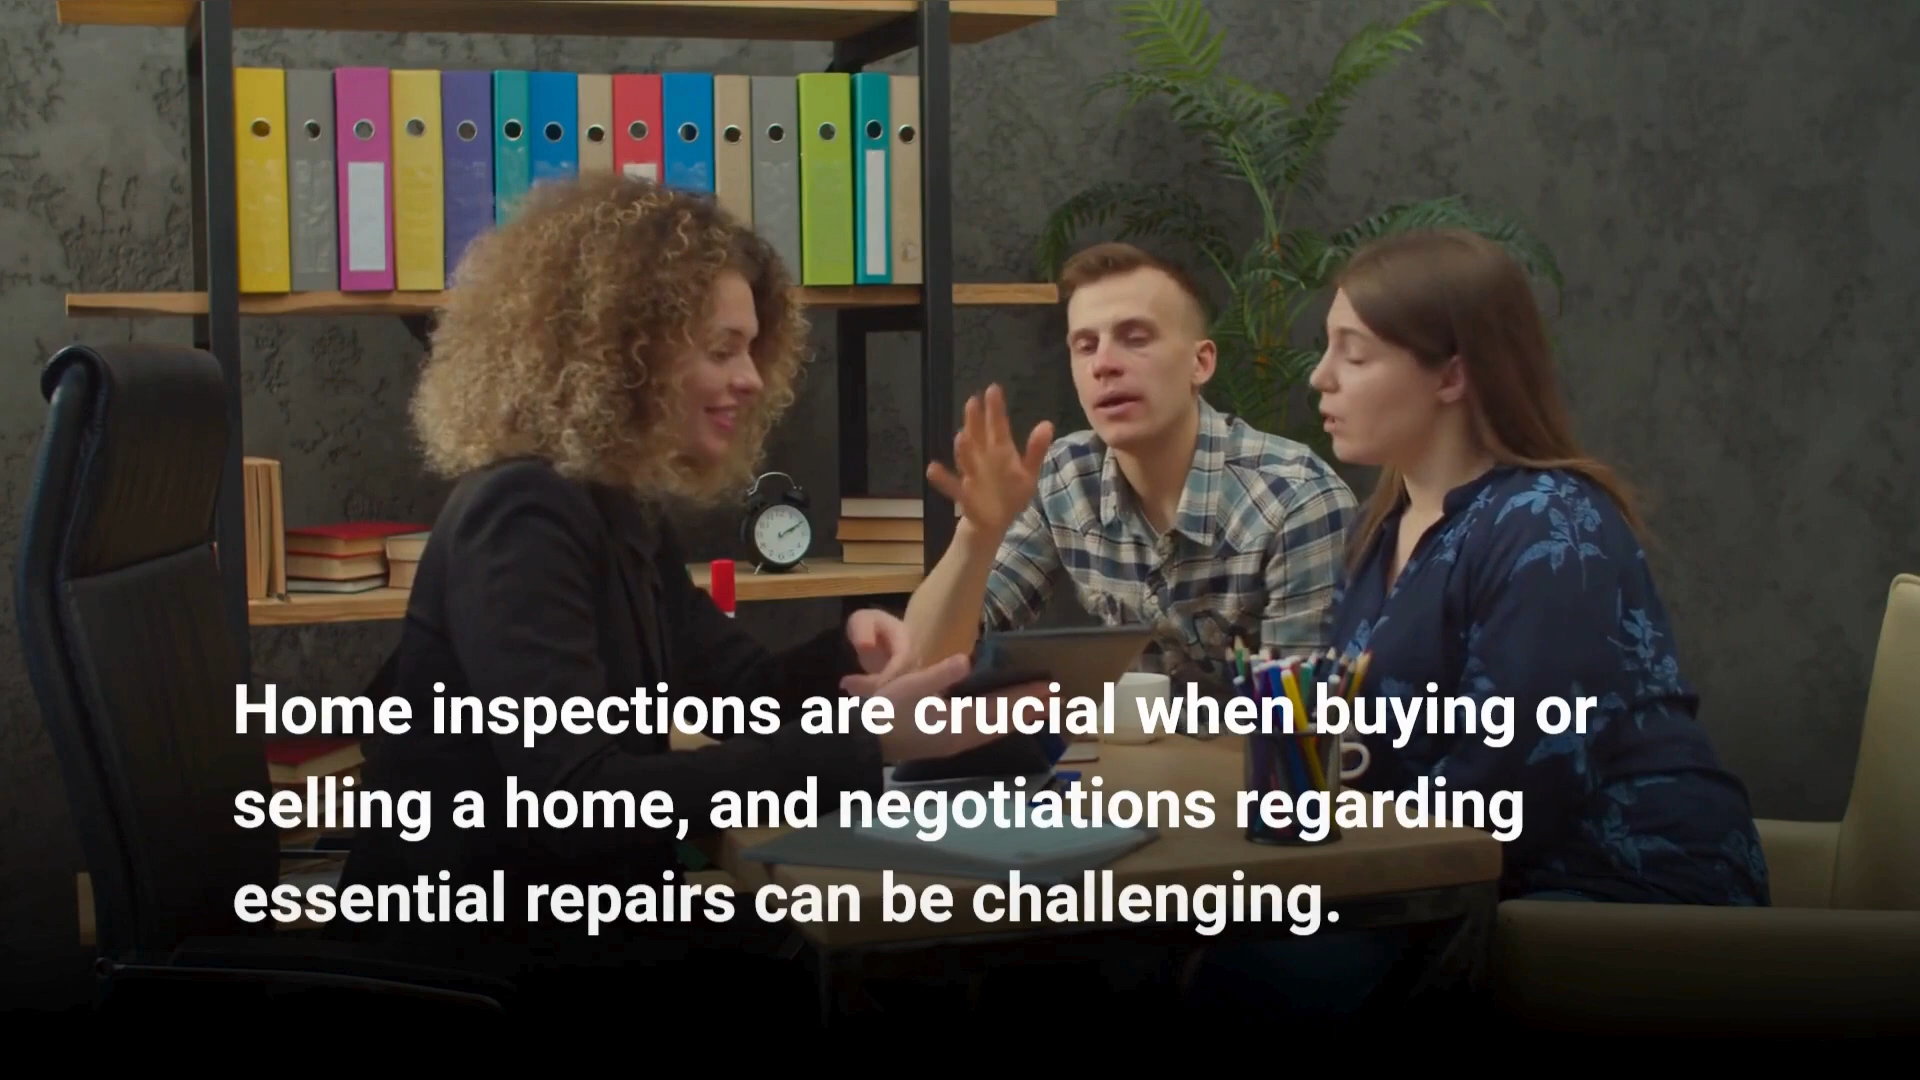 Home inspections are crucial when buying or
selling a home, and negotiations regarding
essential repairs can be challenging.